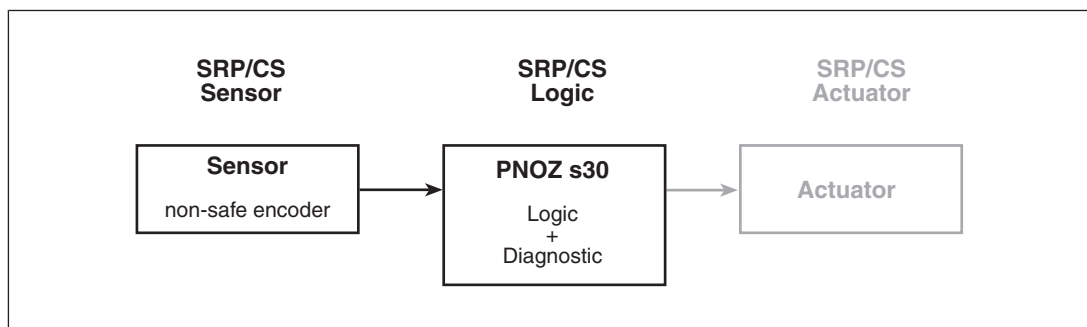 SRP/CS
Sensor
SRP/CS
Logic
SRP/CS
Actuator
Sensor
non-safe encoder
PNOZ s30
Logic
+
Diagnostic
Actuator